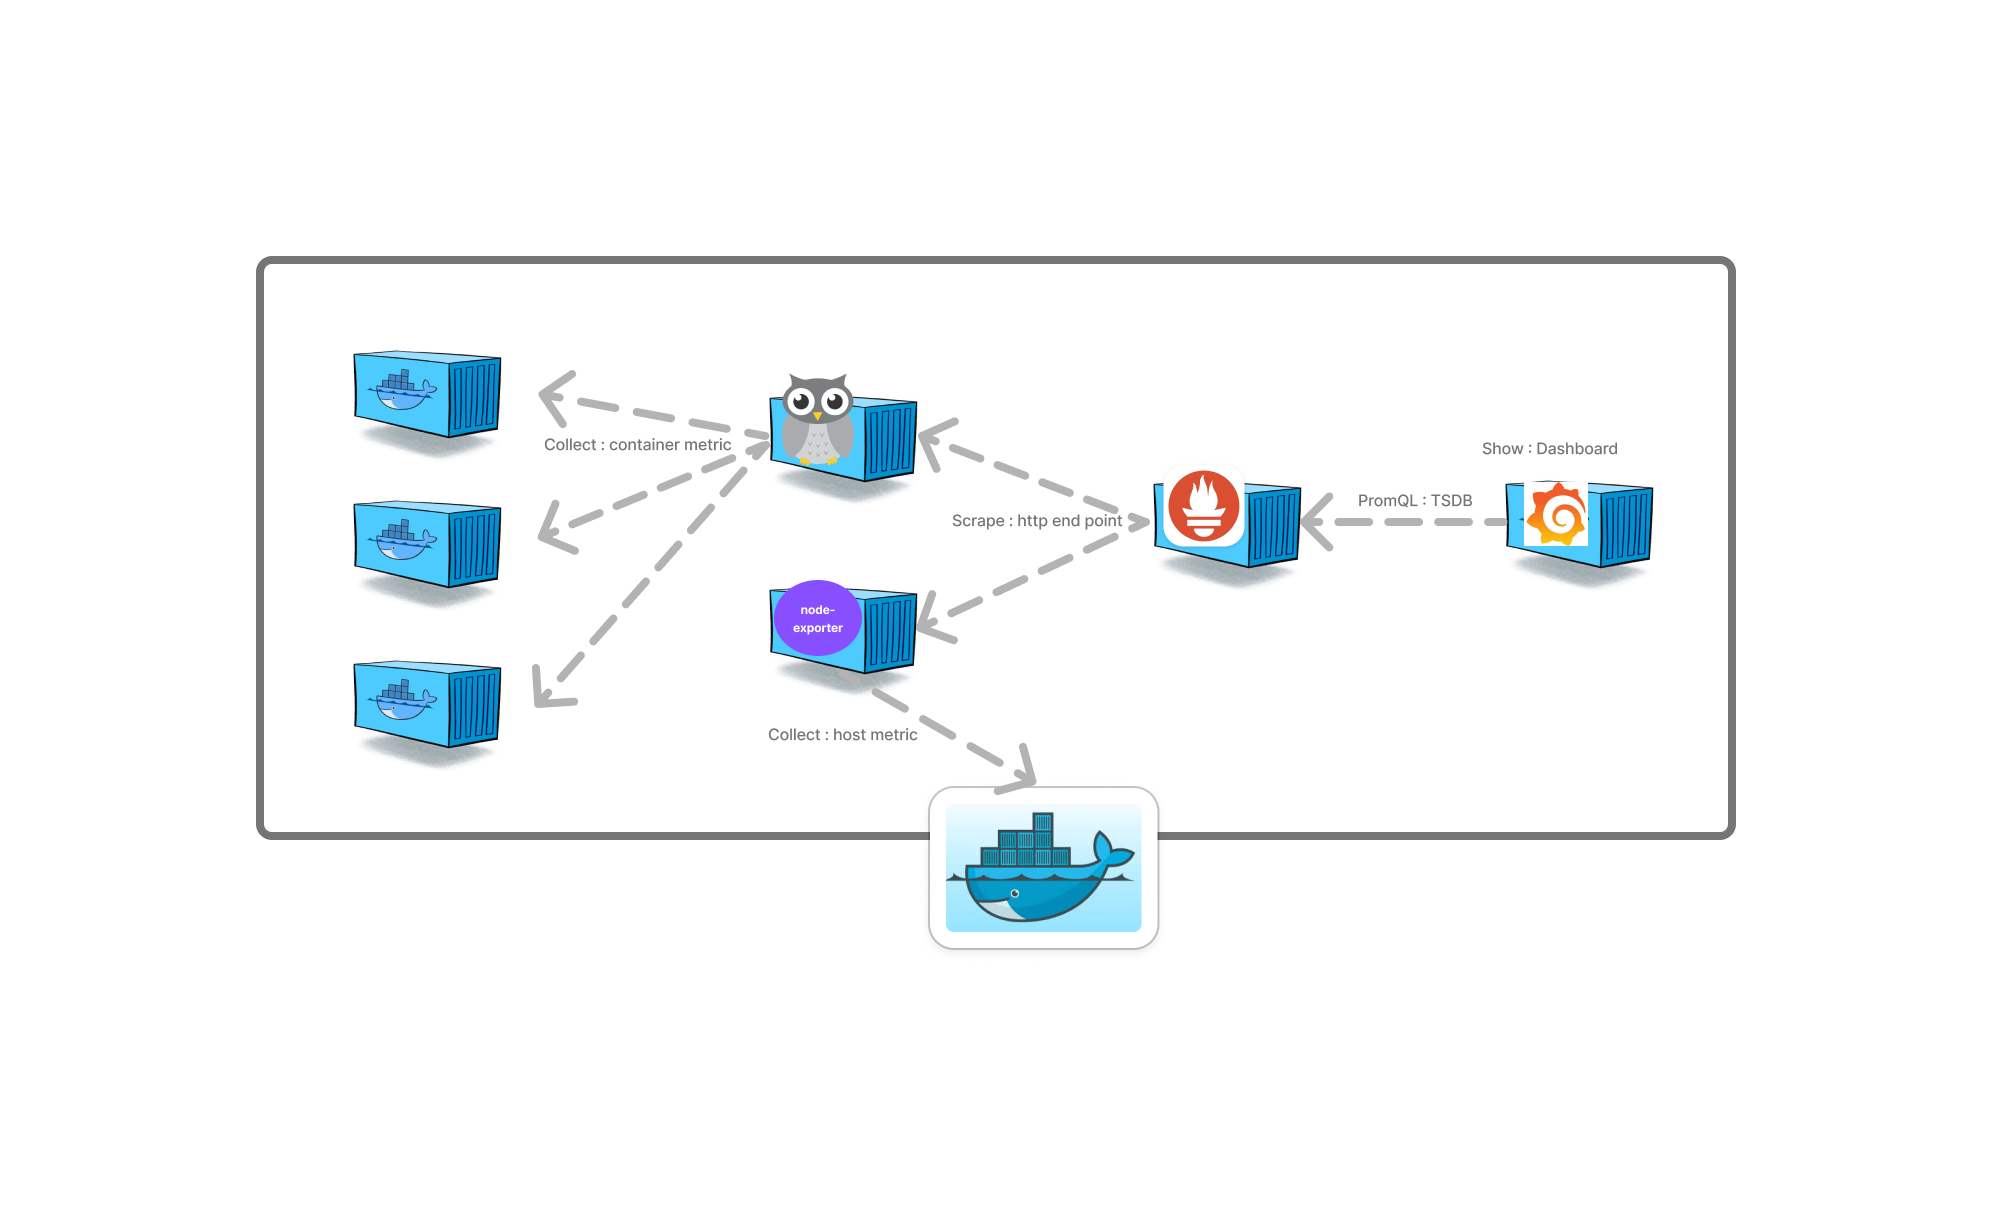 Collect : container metric
Show : Dashboard
PromQL : TSDB
Scrape : http end point
node-
exporter
Collect : host metric